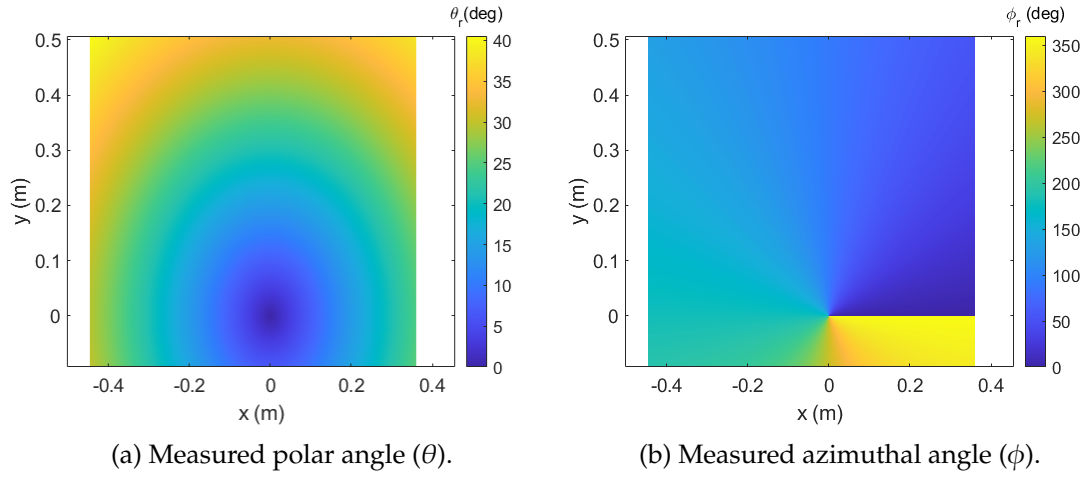 θr(deg)
0.5
0.4
0.3
0.2
0.1
0
y (m)
-0.4 -0.2 0 0.2 0.4
x (m)
40
35
30
25
20
15
10
5
0
(a) Measured polar angle (θ).
ϕr (deg)
0.5
0.4
0.3
0.2
0.1
0
y (m)
-0.4 -0.2 0 0.2 0.4
x (m)
350
300
250
200
150
100
50
0
(b) Measured azimuthal angle (ϕ).